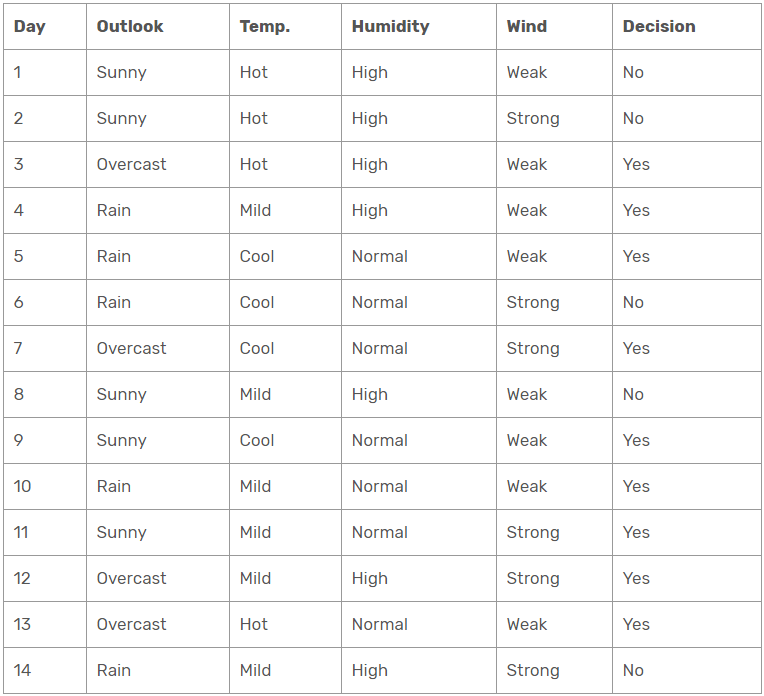 Day Outlook Temp. Humidity Wind Decision
1 Sunny Hot High Weak No
2 Sunny Hot High Strong No
3 Overcast Hot High Weak Yes
4 Rain Mild High Weak Yes
5 Rain Cool Normal Weak Yes
6 Rain Cool Normal Strong No
7 Overcast Cool Normal Strong Yes
8 Sunny Mild High Weak No
9 Sunny Cool Normal Weak Yes
10 Rain Mild Normal Weak Yes
11 Sunny Mild Normal Strong Yes
12 Overcast Mild High Strong Yes
13 Overcast Hot Normal Weak Yes
14 Rain Mild High Strong No